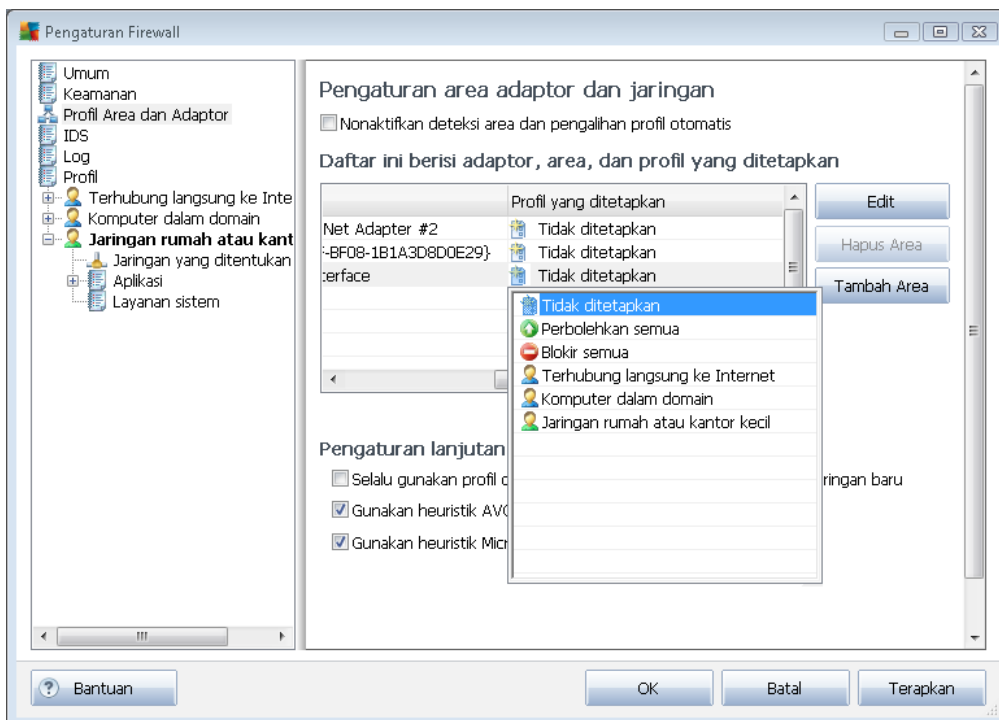 Pengaturan Firewall
Umum
Keamanan
Profil Area dan Adaptor
IDS
Log
Profil
Terhubung langsung ke Inte
Komputer dalam domain
Jaringan rumah atau kant
Jaringan yang ditentukan
Aplikasi
Layanan sistem
Pengaturan area adaptor dan jaringan
Nonaktifkan deteksi area dan pengalihan profil otomatis
Daftar ini berisi adaptor, area, dan profil yang ditetapkan
Profil yang ditetapkan
Net Adapter #2 Tidak ditetapkan
-BF08-1B1A3D8D0E29} Tidak ditetapkan
terface Tidak ditetapkan
Edit
Hapus Area
Tambah Area
Tidak ditetapkan
Perbolehkan semua
Blokir semua
Terhubung langsung ke Internet
Komputer dalam domain
Jaringan rumah atau kantor kecil
Pengaturan lanjutan
Selalu gunakan profil ringan baru
Gunakan heuristik AVG
Gunakan heuristik Micr
Bantuan
OK
Batal
Terapkan